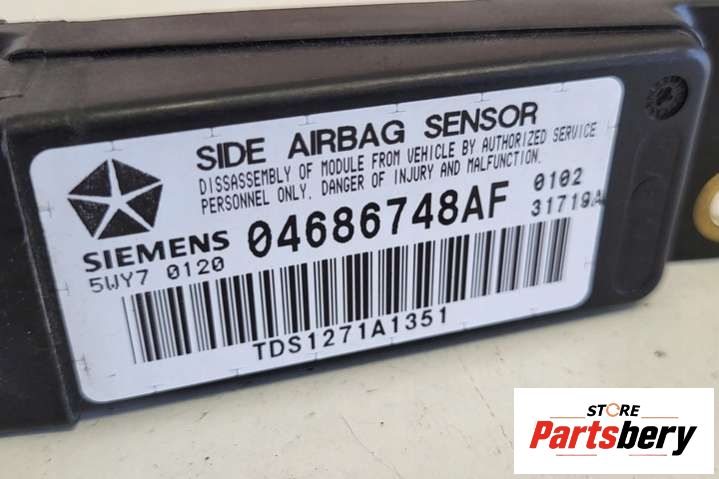 SIDE AIRBAG SENSOR
DISSASSEMBLY OF MODULE FROM VEHICLE BY AUTHORIZED SERVICE
PERSONNEL ONLY. DANGER OF INJURY AND MALFUNCTION.
SIEMENS 04686748AF 0102
5WY7 0120 31719A
TDS1271A1351
STORE
Partsbery